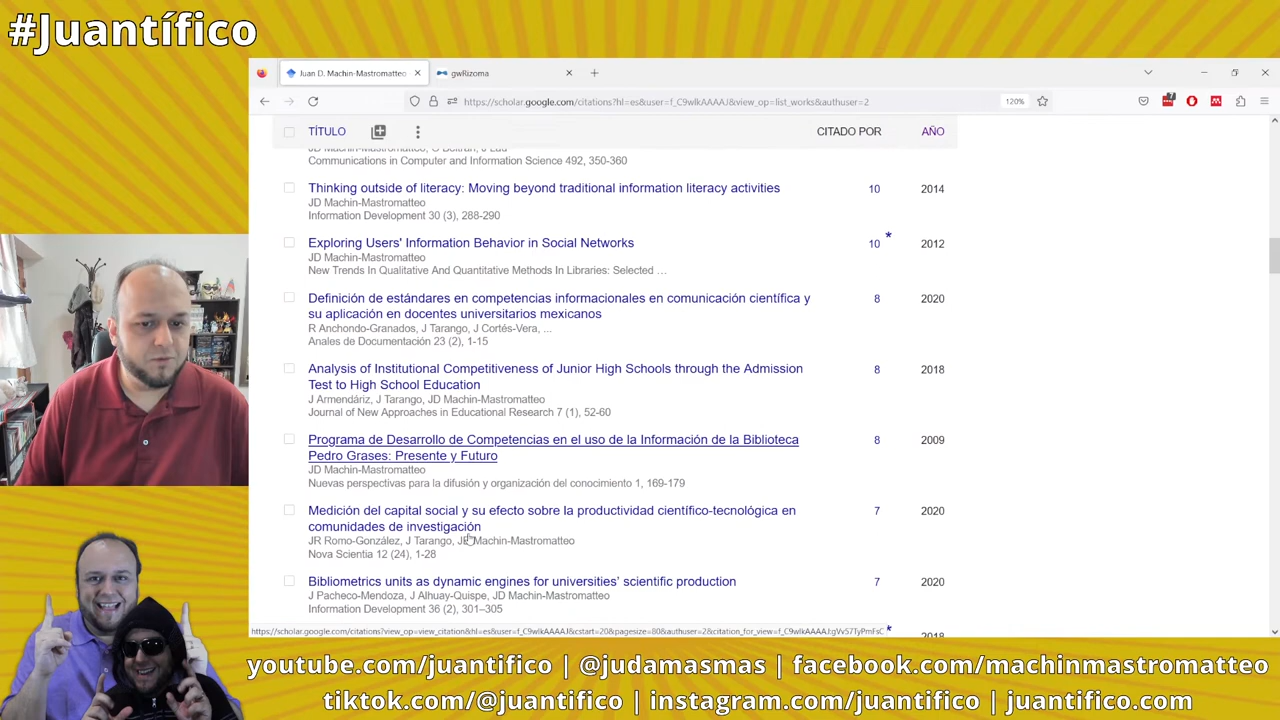 #Juantífico
Juan D. Machin-Mastromatteo
gwRizoma
https://scholar.google.com/citations?hl=es&user=f_C9wlkAAAAJ&view_op=list_works&authuser=2
120%
TÍTULO
CITADO POR
AÑO
Communications in Computer and Information Science 492, 350-360
Thinking outside of literacy: Moving beyond traditional information literacy activities
10
2014
JD Machin-Mastromatteo
Information Development 30 (3), 288-290
Exploring Users' Information Behavior in Social Networks
10 *
2012
JD Machin-Mastromatteo
New Trends In Qualitative And Quantitative Methods In Libraries: Selected …
Definición de estándares en competencias informacionales en comunicación científica y
su aplicación en docentes universitarios mexicanos
8
2020
R Anchondo-Granados, J Tarango, J Cortés-Vera, ...
Anales de Documentación 23 (2), 1-15
Analysis of Institutional Competitiveness of Junior High Schools through the Admission
Test to High School Education
8
2018
J Armendáriz, J Tarango, JD Machin-Mastromatteo
Journal of New Approaches in Educational Research 7 (1), 52-60
Programa de Desarrollo de Competencias en el uso de la Información de la Biblioteca
Pedro Grases: Presente y Futuro
8
2009
JD Machin-Mastromatteo
Nuevas perspectivas para la difusión y organización del conocimiento 1, 169-179
Medición del capital social y su efecto sobre la productividad científico-tecnológica en
comunidades de investigación
7
2020
JR Romo-González, J Tarango, JD Machin-Mastromatteo
Nova Scientia 12 (24), 1-28
Bibliometrics units as dynamic engines for universities’ scientific production
7
2020
J Pacheco-Mendoza, J Alhuay-Quispe, JD Machin-Mastromatteo
Information Development 36 (2), 301–305
youtube.com/juantifico | @judamasmas | facebook.com/machinmastromatteo
tiktok.com/@juantifico | instagram.com/juantifico | juantifico.com